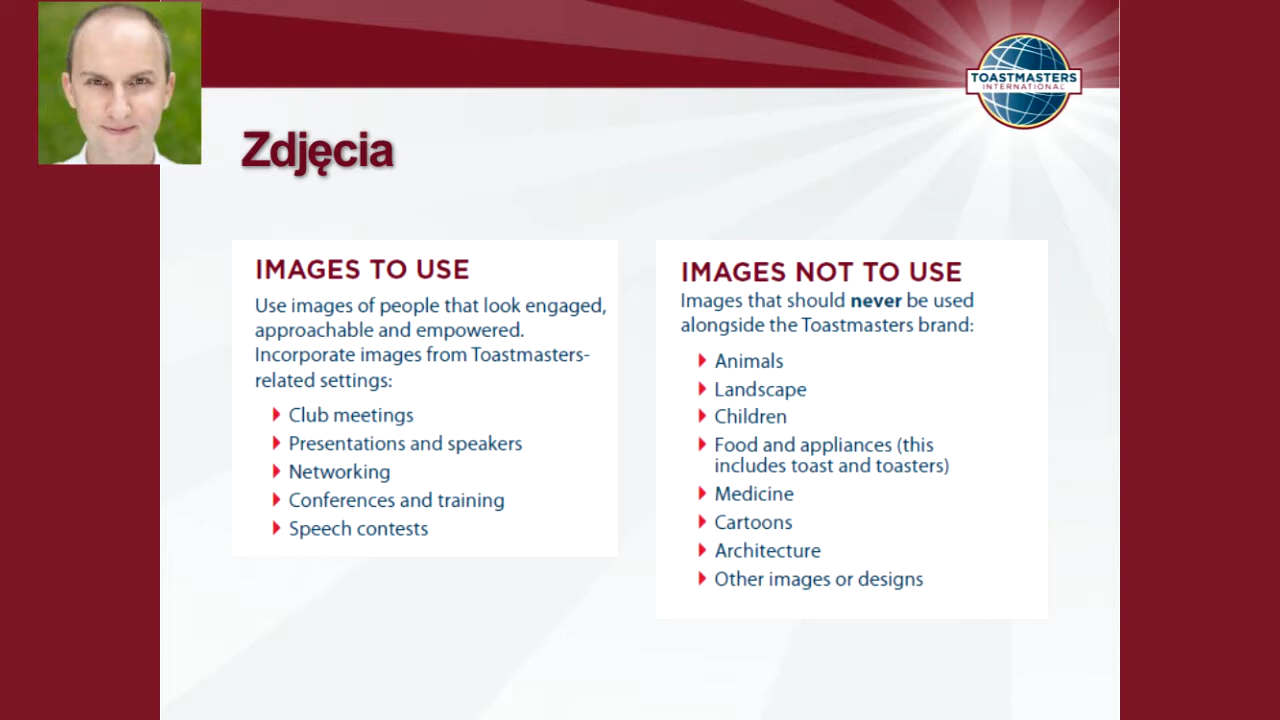 TOASTMASTERS
INTERNATIONAL
Zdjęcia
IMAGES TO USE
Use images of people that look engaged,
approachable and empowered.
Incorporate images from Toastmasters-
related settings:
Club meetings
Presentations and speakers
Networking
Conferences and training
Speech contests
IMAGES NOT TO USE
Images that should never be used
alongside the Toastmasters brand:
Animals
Landscape
Children
Food and appliances (this
includes toast and toasters)
Medicine
Cartoons
Architecture
Other images or designs